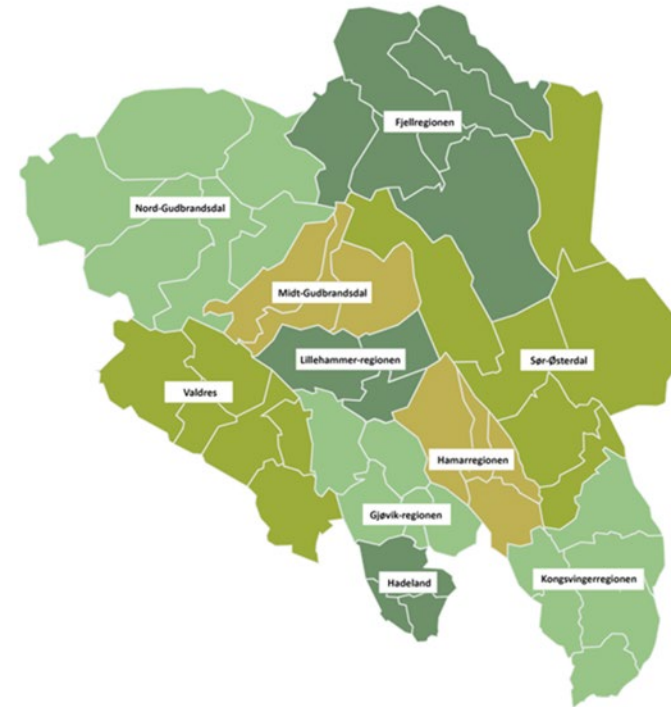 Fjellregionen
Nord-Gudbrandsdal
Midt-Gudbrandsdal
Lillehammer-regionen
Sør-Østerdal
Valdres
Hamarregionen
Gjøvik-regionen
Hadeland
Kongsvingerregionen